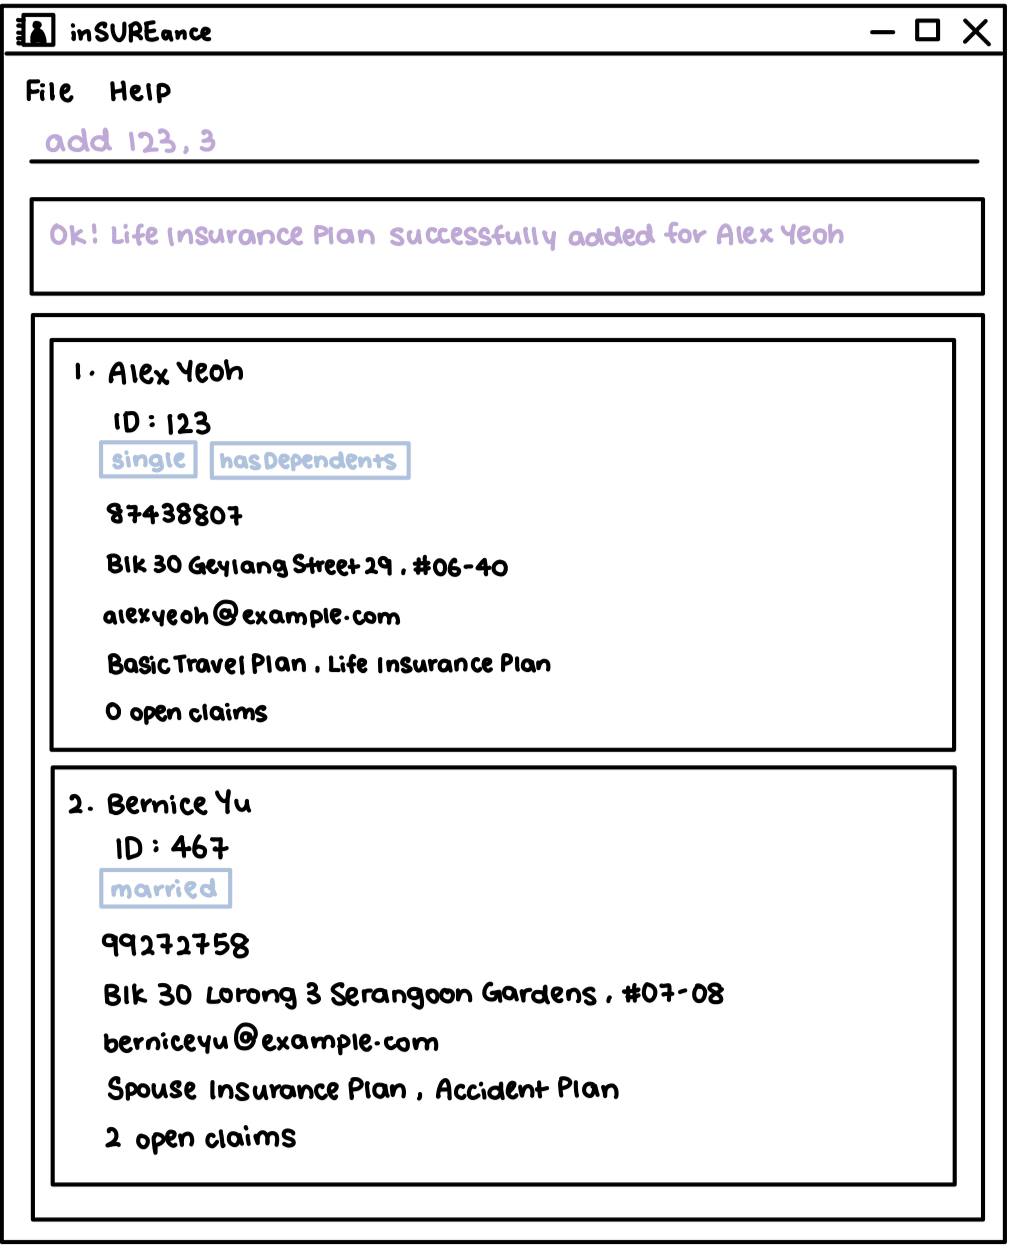 inSUREance
File Help
add 123, 3
Ok! Life Insurance Plan successfully added for Alex Yeoh
1. Alex Yeoh
ID: 123
single hasDependents
87438807
Blk 30 Geylang Street 29, #06-40
alexyeoh@example.com
Basic Travel Plan, Life Insurance Plan
0 open claims
2. Bernice Yu
ID: 467
married
99272758
Blk 30 Lorong 3 Serangoon Gardens, #07-08
berniceyu@example.com
Spouse Insurance Plan, Accident Plan
2 open claims